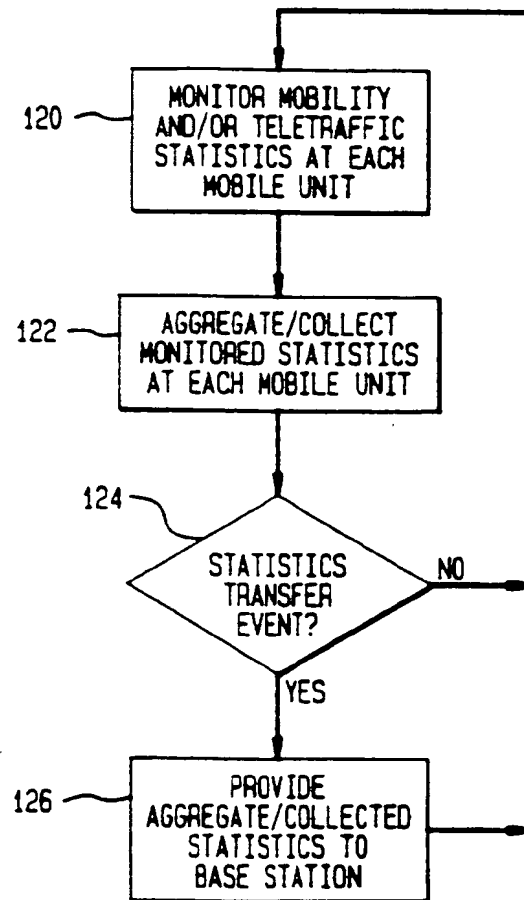 120
MONITOR MOBILITY
AND/OR TELETRAFFIC
STATISTICS AT EACH
MOBILE UNIT
122
AGGREGATE/COLLECT
MONITORED STATISTICS
AT EACH MOBILE UNIT
124
STATISTICS
TRANSFER
EVENT?
NO
YES
126
PROVIDE
AGGREGATE/COLLECTED
STATISTICS TO
BASE STATION